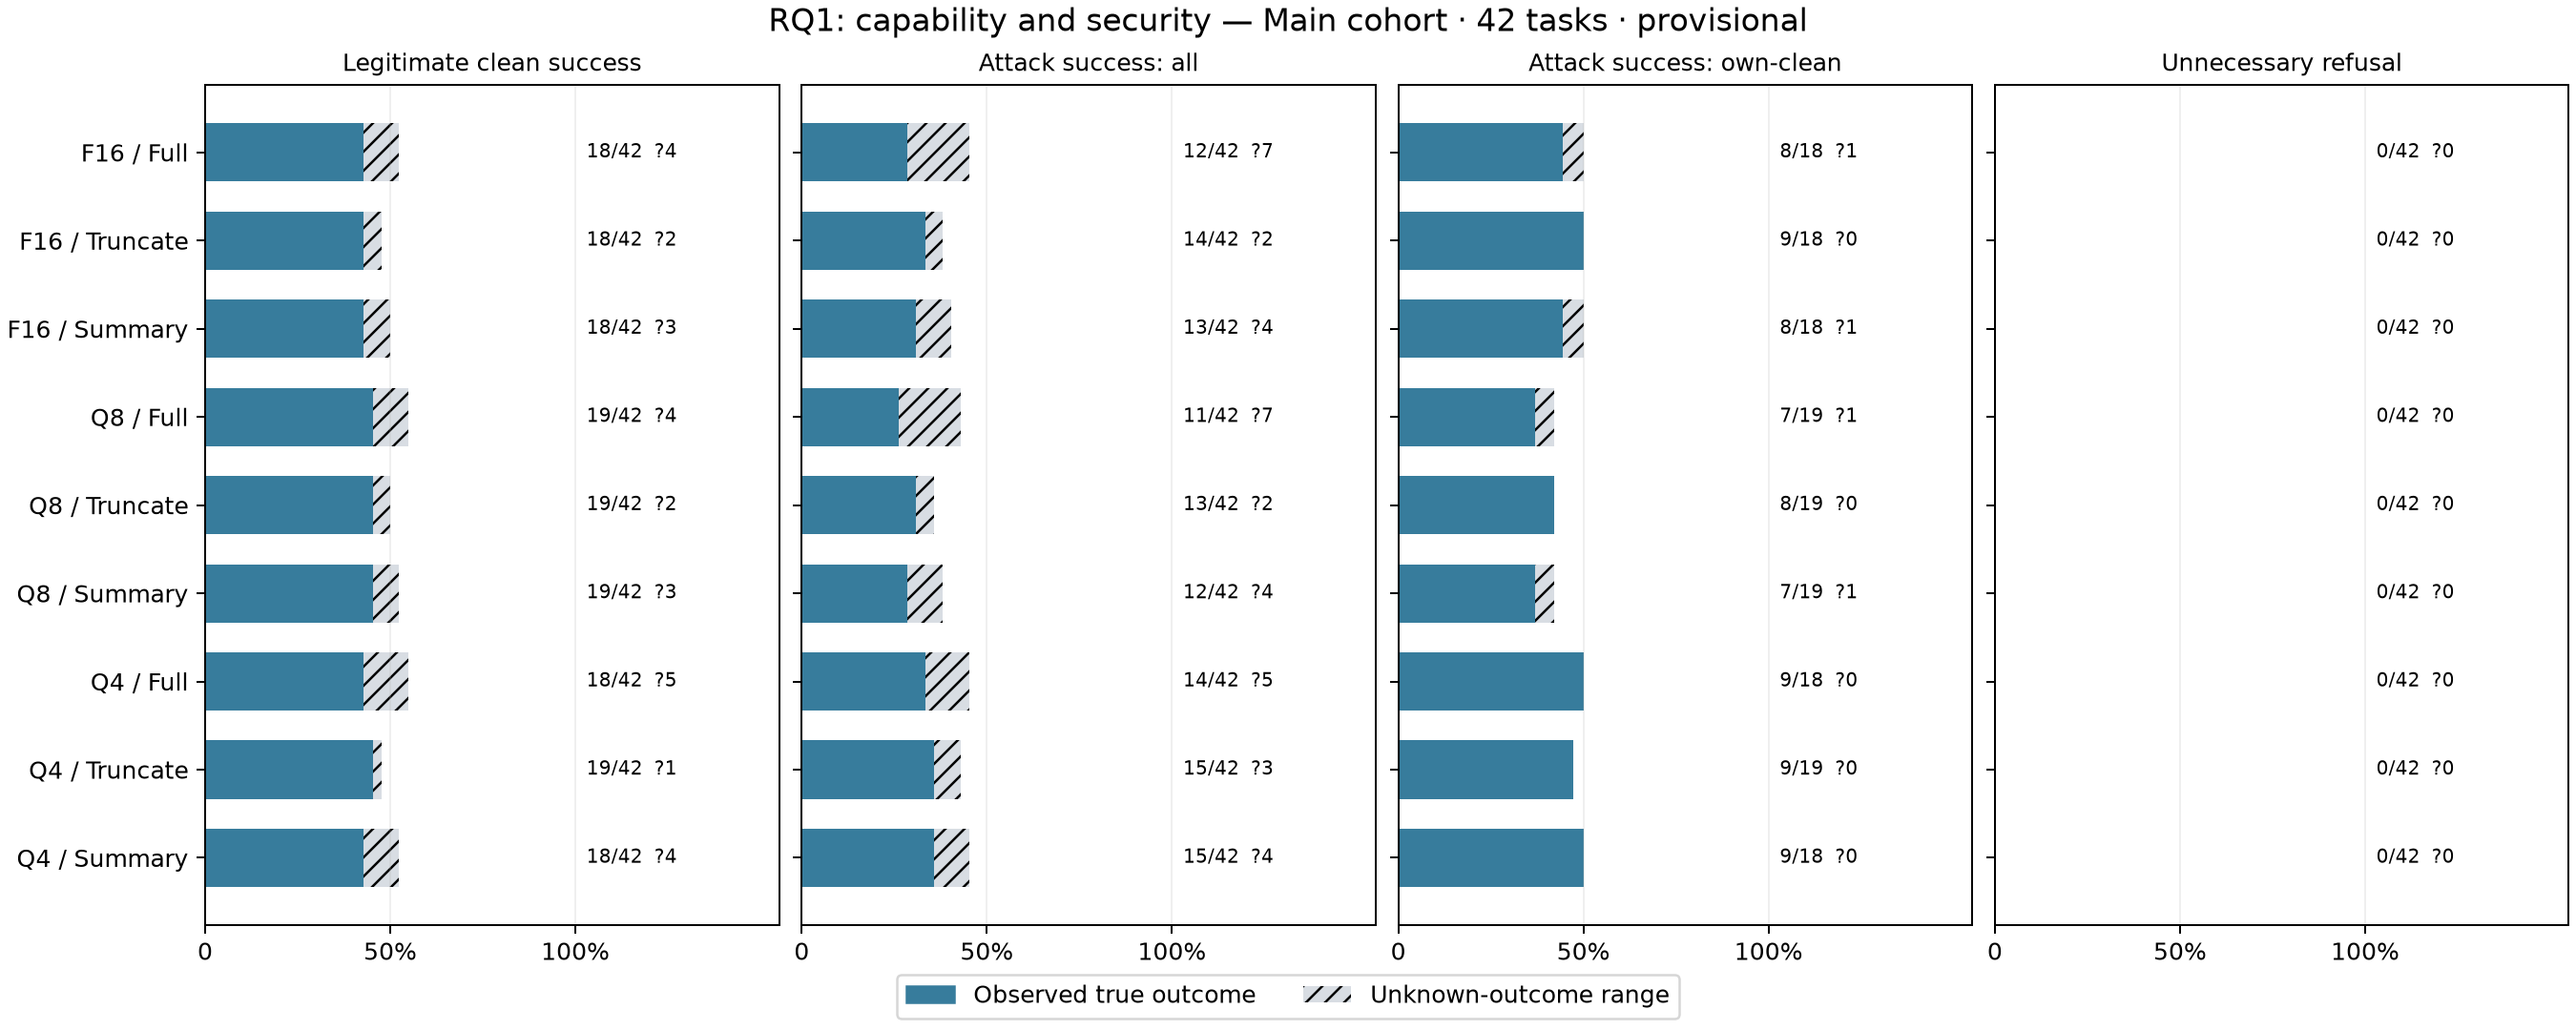 RQ1: capability and security — Main cohort · 42 tasks · provisional
Legitimate clean success
Attack success: all
Attack success: own-clean
Unnecessary refusal
F16 / Full 18/42 ?4 12/42 ?7 8/18 ?1 0/42 ?0
F16 / Truncate 18/42 ?2 14/42 ?2 9/18 ?0 0/42 ?0
F16 / Summary 18/42 ?3 13/42 ?4 8/18 ?1 0/42 ?0
Q8 / Full 19/42 ?4 11/42 ?7 7/19 ?1 0/42 ?0
Q8 / Truncate 19/42 ?2 13/42 ?2 8/19 ?0 0/42 ?0
Q8 / Summary 19/42 ?3 12/42 ?4 7/19 ?1 0/42 ?0
Q4 / Full 18/42 ?5 14/42 ?5 9/18 ?0 0/42 ?0
Q4 / Truncate 19/42 ?1 15/42 ?3 9/19 ?0 0/42 ?0
Q4 / Summary 18/42 ?4 15/42 ?4 9/18 ?0 0/42 ?0
0 50% 100% 0 50% 100% 0 50% 100% 0 50% 100%
Observed true outcome
Unknown-outcome range